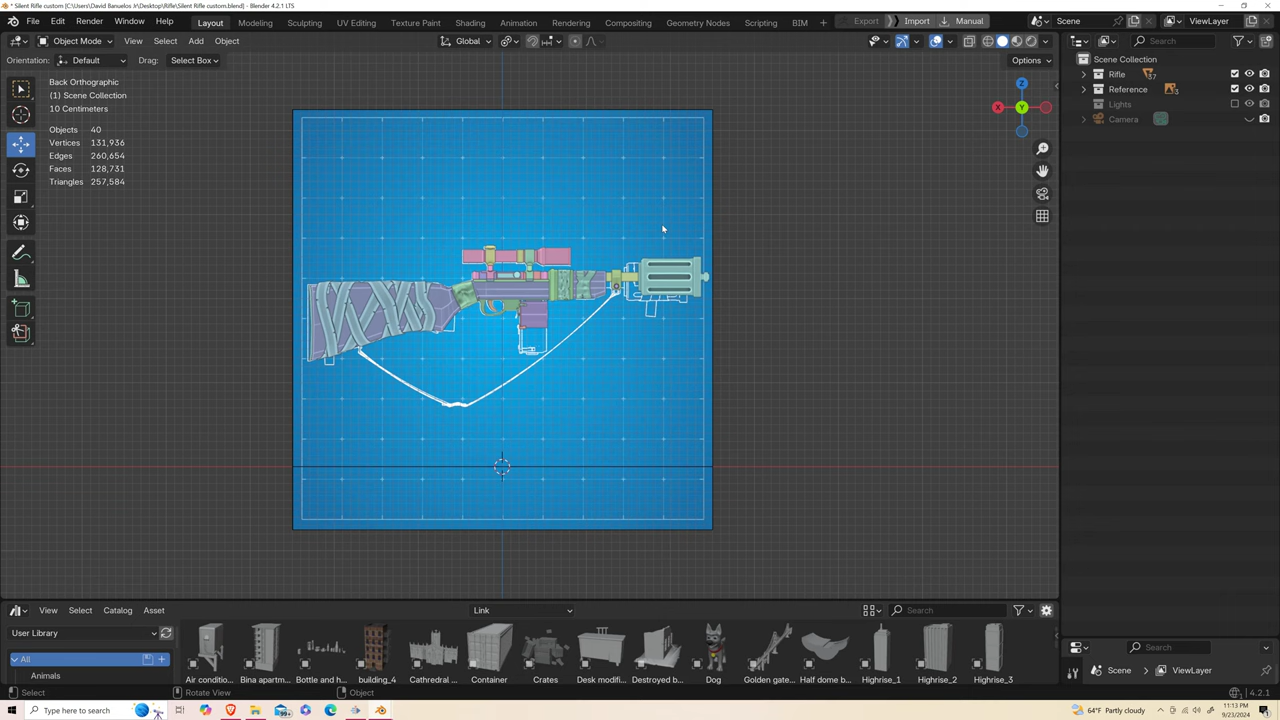 * Silent Rifle custom [C:\Users\David Banuelos Jr\Desktop\Rifle\Silent Rifle custom.blend] - Blender 4.2.1 LTS
File Edit Render Window Help Layout Modeling Sculpting UV Editing Texture Paint Shading Animation Rendering Compositing Geometry Nodes Scripting BIM + Export Import Manual Scene ViewLayer
Object Mode View Select Add Object Global Search
Orientation: Default Drag: Select Box Options
Back Orthographic
(1) Scene Collection
10 Centimeters
Objects 40
Vertices 131,936
Edges 260,654
Faces 128,731
Triangles 257,584
Z
X
Y
Scene Collection
Rifle 37
Reference 3
Lights
Camera
View Select Catalog Asset Link Search
User Library
All
Animals
Air conditio... Bina apartm... Bottle and h... building_4 Cathredral ... Container Crates Desk modifi... Destroyed b... Dog Golden gate... Half dome b... Highrise_1 Highrise_2 Highrise_3
Search
Scene ViewLayer
Select Rotate View Object 4.2.1
Type here to search 99+ 64°F Partly cloudy 11:13 PM
9/23/2024